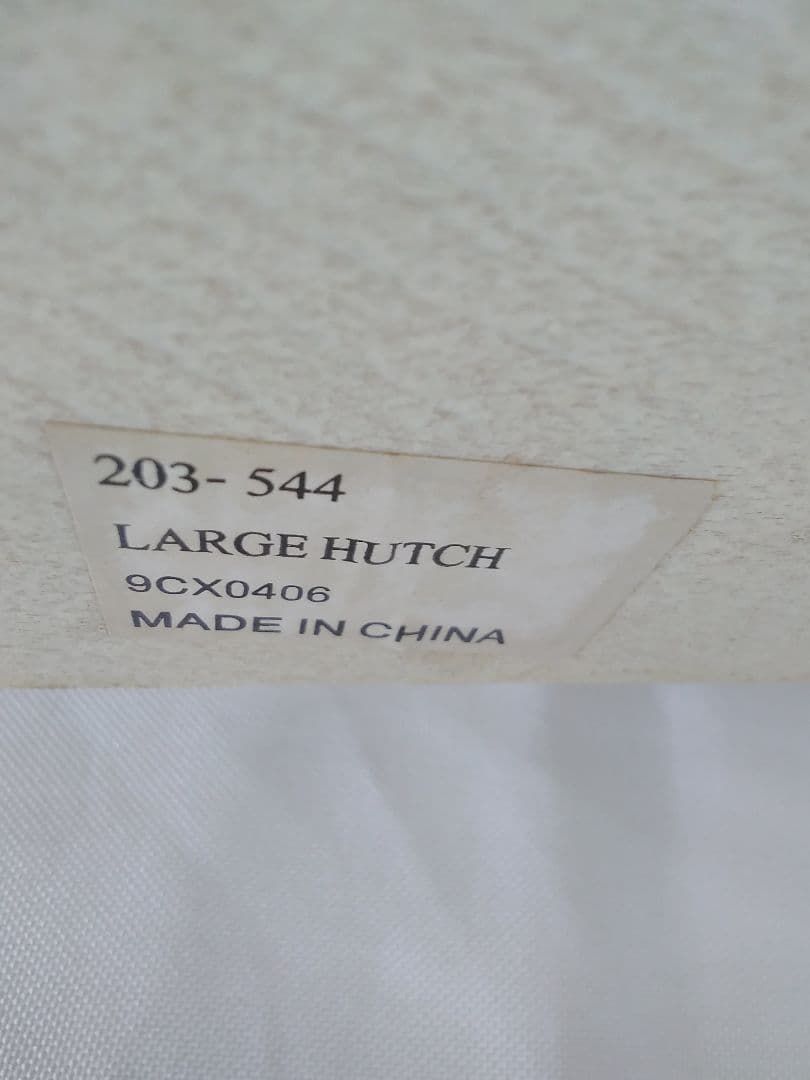 203- 544
LARGE HUTCH
9CX0406
MADE IN CHINA